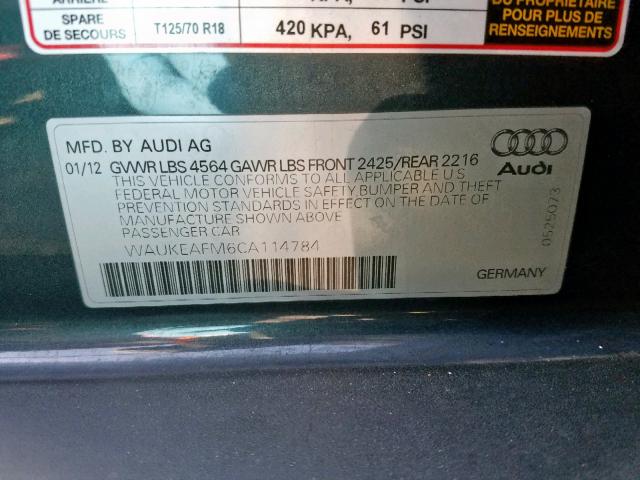 SPARE
DE SECOURS T125/70 R18 420 KPA, 61 PSI
DU PROPRIÉTAIRE
POUR PLUS DE
RENSEIGNEMENTS
MFD. BY AUDI AG
01/12 GVWR LBS 4564 GAWR LBS FRONT 2425/REAR 2216
THIS VEHICLE CONFORMS TO ALL APPLICABLE U.S
FEDERAL MOTOR VEHICLE SAFETY BUMPER AND THEFT
PREVENTION STANDARDS IN EFFECT ON THE DATE OF
MANUFACTURE SHOWN ABOVE
PASSENGER CAR
WAUKEAFM6CA114784
Audi
0525073
GERMANY